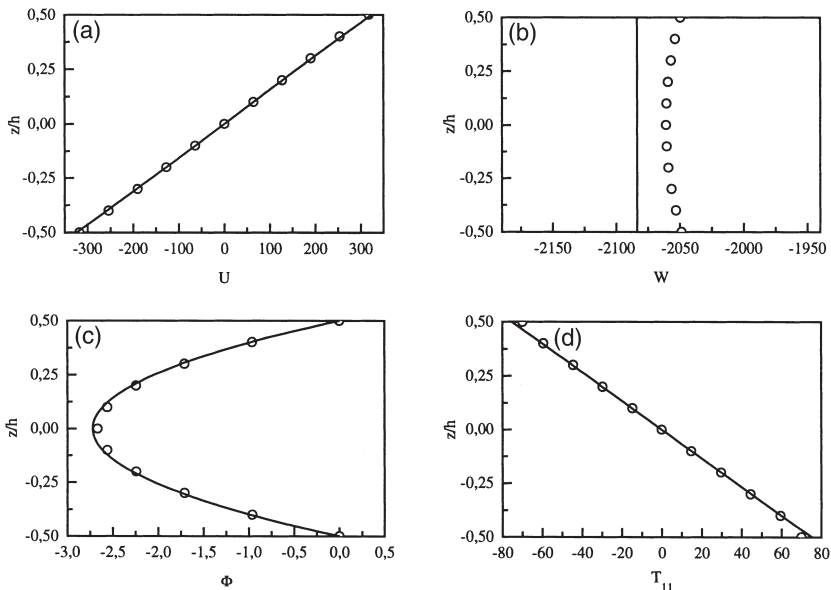 (a)
0,50
0,25
0,00
-0,25
-0,50
z/h
-300 -200 -100 0 100 200 300
U
(b)
0,50
0,25
0,00
-0,25
-0,50
z/h
-2150 -2100 -2050 -2000 -1950
W
(c)
0,50
0,25
0,00
-0,25
-0,50
z/h
-3,0 -2,5 -2,0 -1,5 -1,0 -0,5 0,0 0,5
Φ
(d)
0,50
0,25
0,00
-0,25
-0,50
z/h
-80 -60 -40 -20 0 20 40 60 80
T11